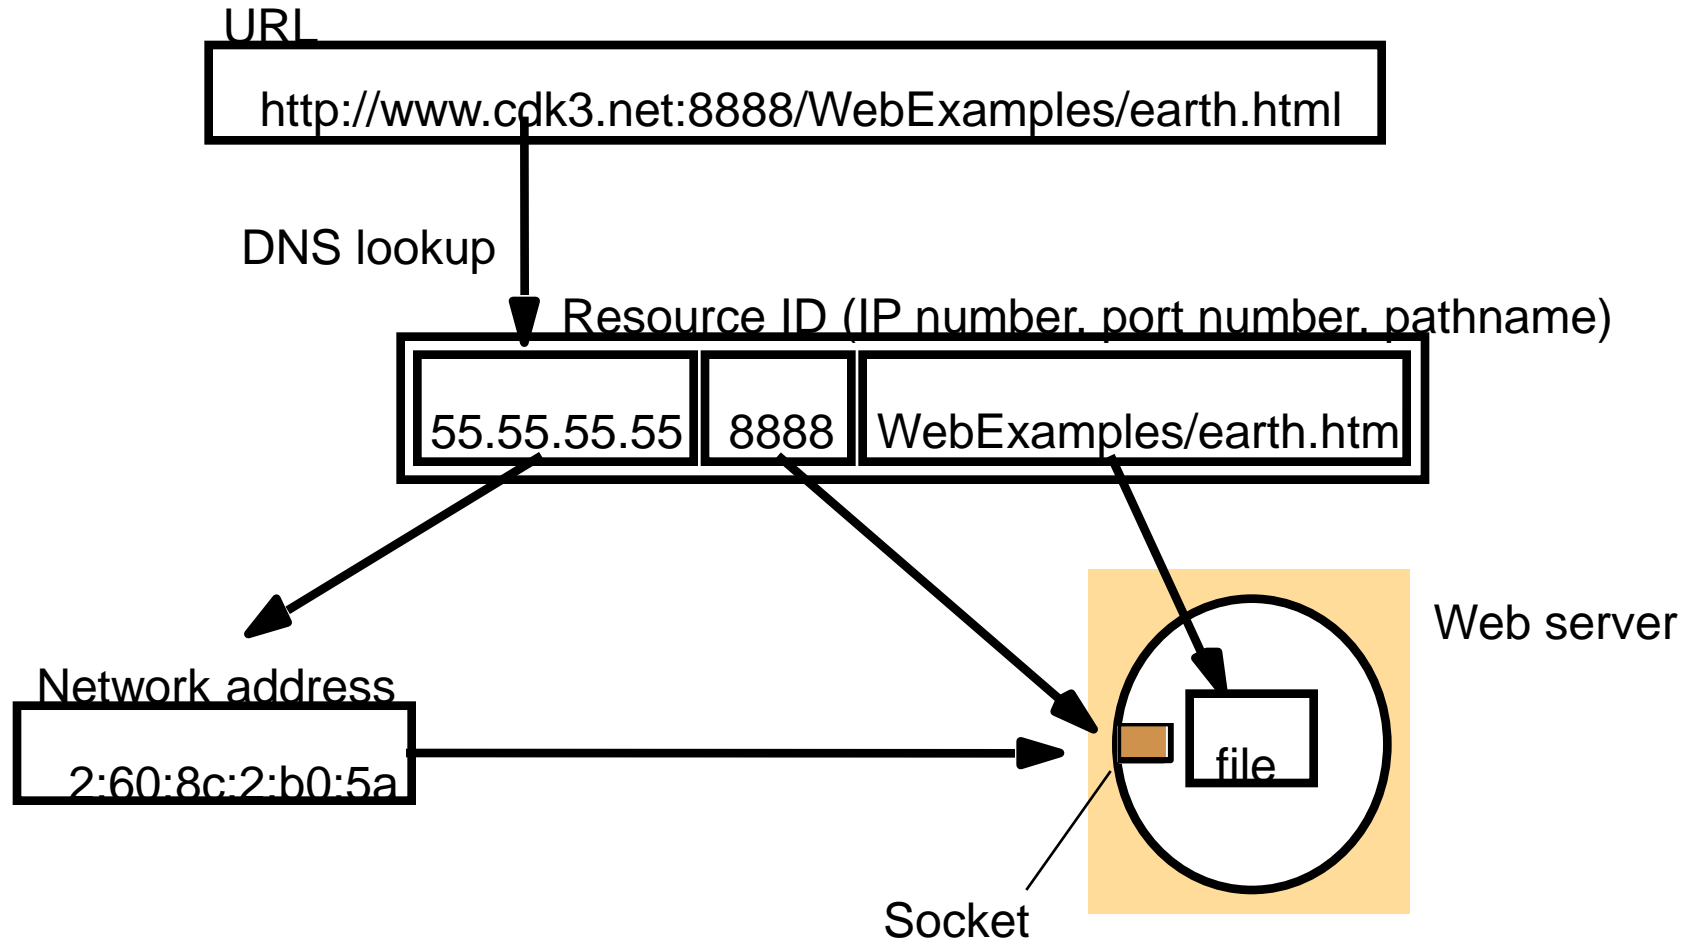 URL
http://www.cdk3.net:8888/WebExamples/earth.html
DNS lookup
Resource ID (IP number, port number, pathname)
55.55.55.55 8888 WebExamples/earth.htm
Web server
Network address
2:60:8c:2:b0:5a
file
Socket